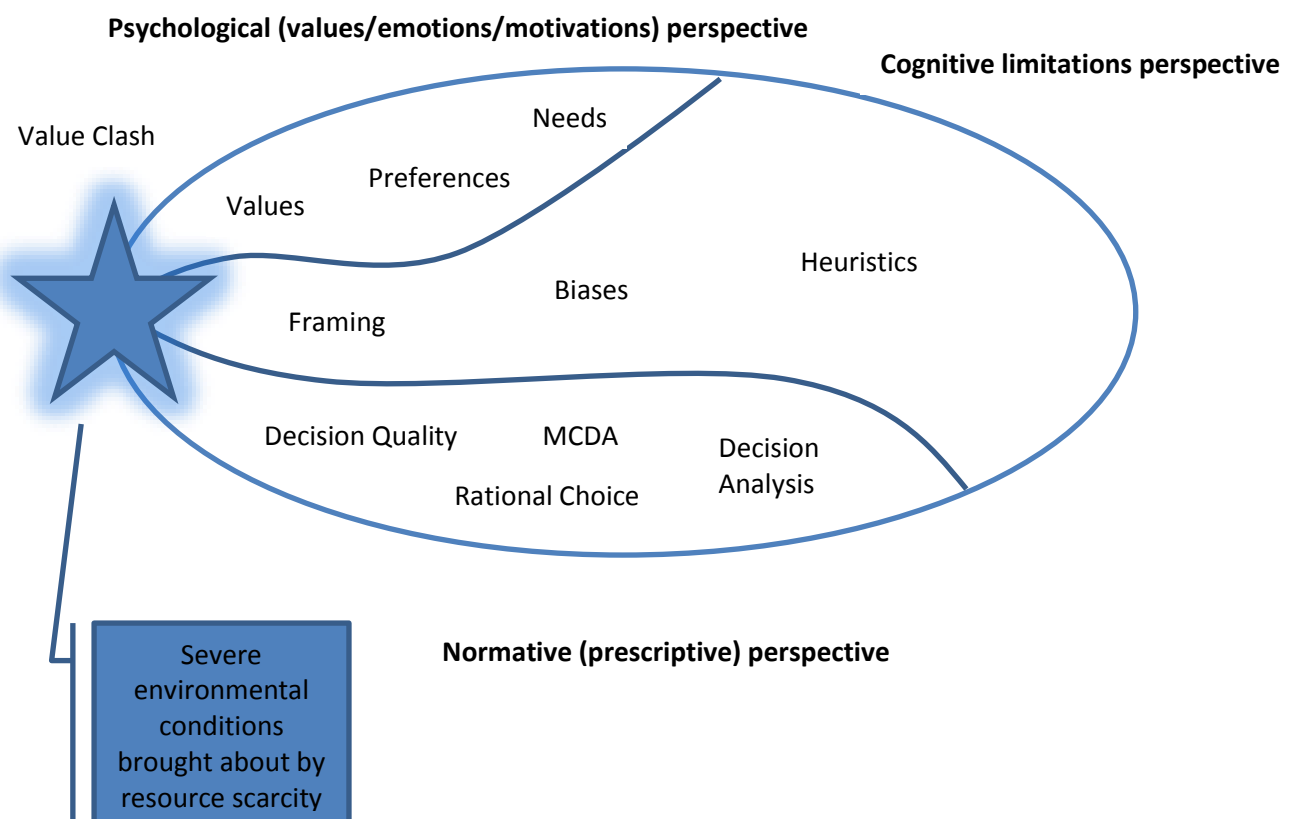 Psychological (values/emotions/motivations) perspective
Cognitive limitations perspective
Value Clash
Needs
Preferences
Values
Heuristics
Biases
Framing
Decision Quality
MCDA
Decision
Analysis
Rational Choice
Severe
environmental
conditions
brought about by
resource scarcity
Normative (prescriptive) perspective